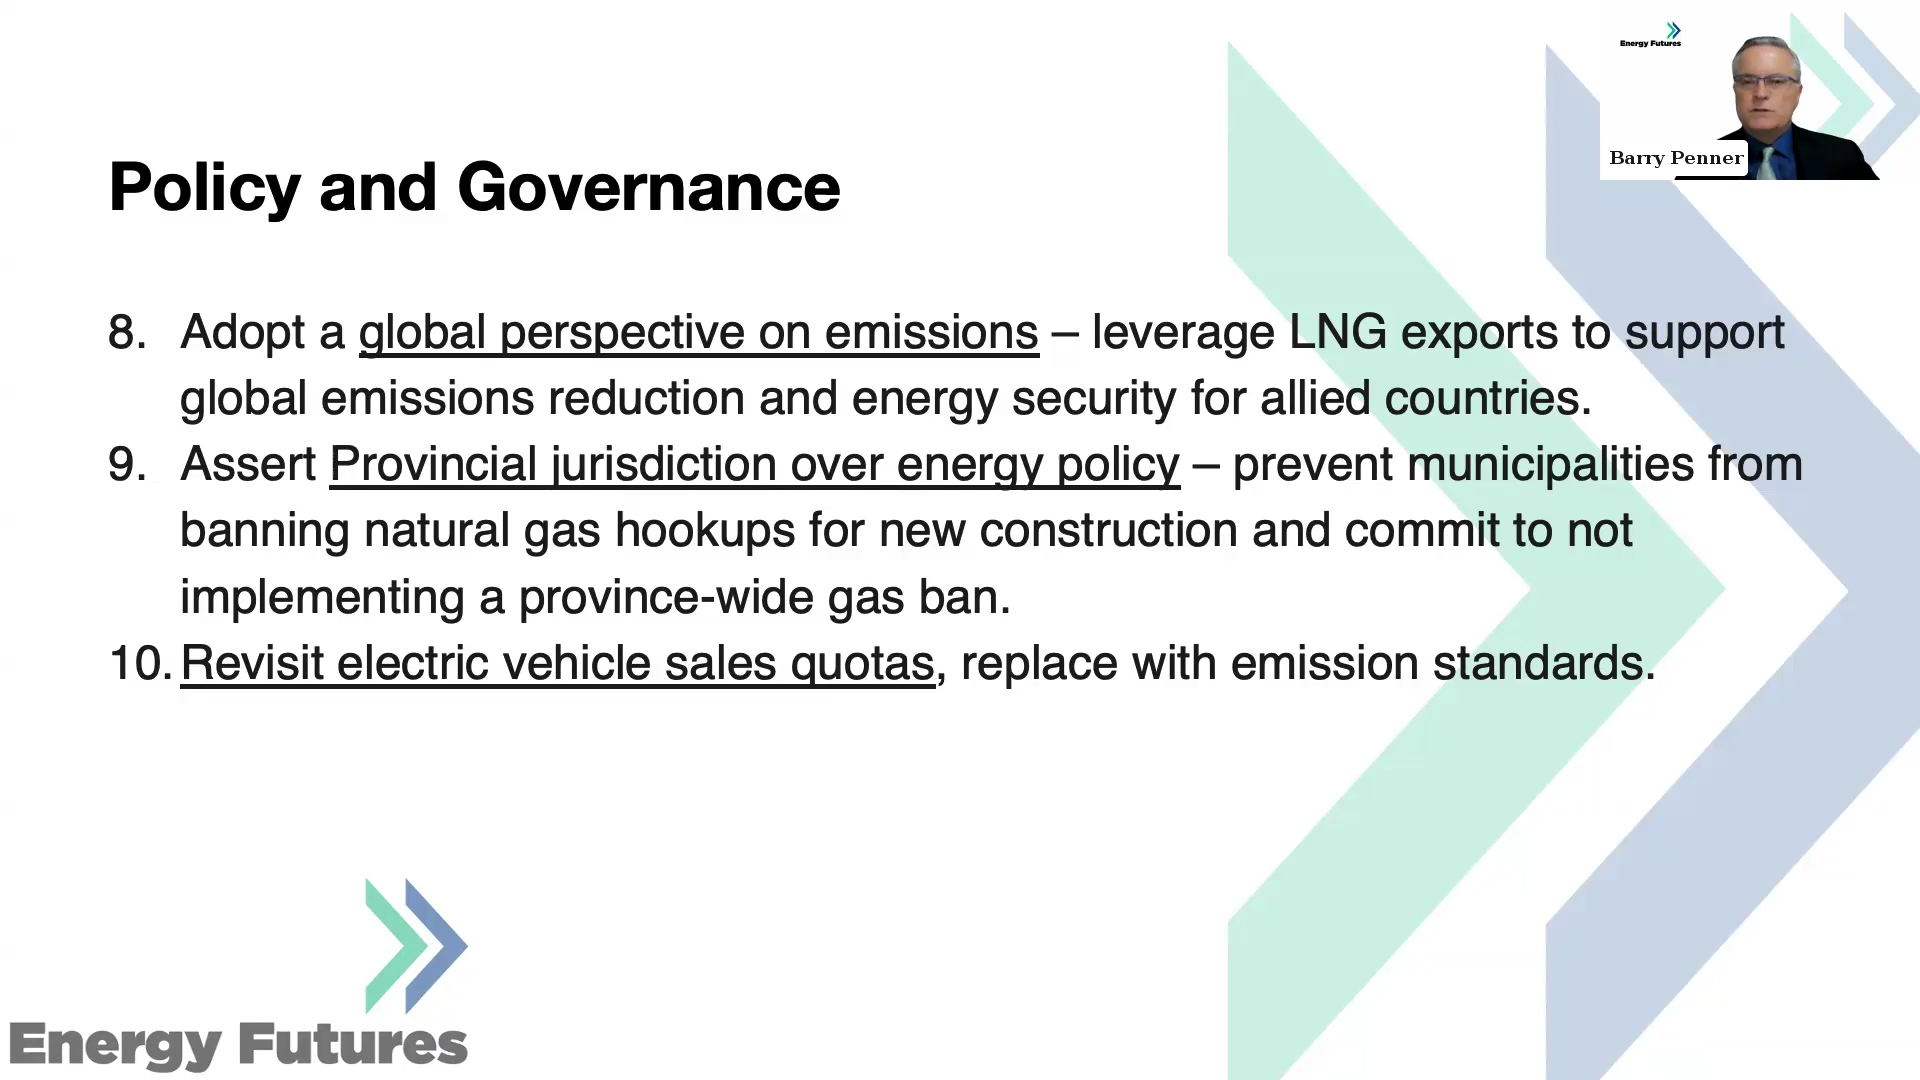 Energy Futures
Barry Penner
Policy and Governance
8. Adopt a global perspective on emissions – leverage LNG exports to support
global emissions reduction and energy security for allied countries.
9. Assert Provincial jurisdiction over energy policy – prevent municipalities from
banning natural gas hookups for new construction and commit to not
implementing a province-wide gas ban.
10. Revisit electric vehicle sales quotas, replace with emission standards.
Energy Futures